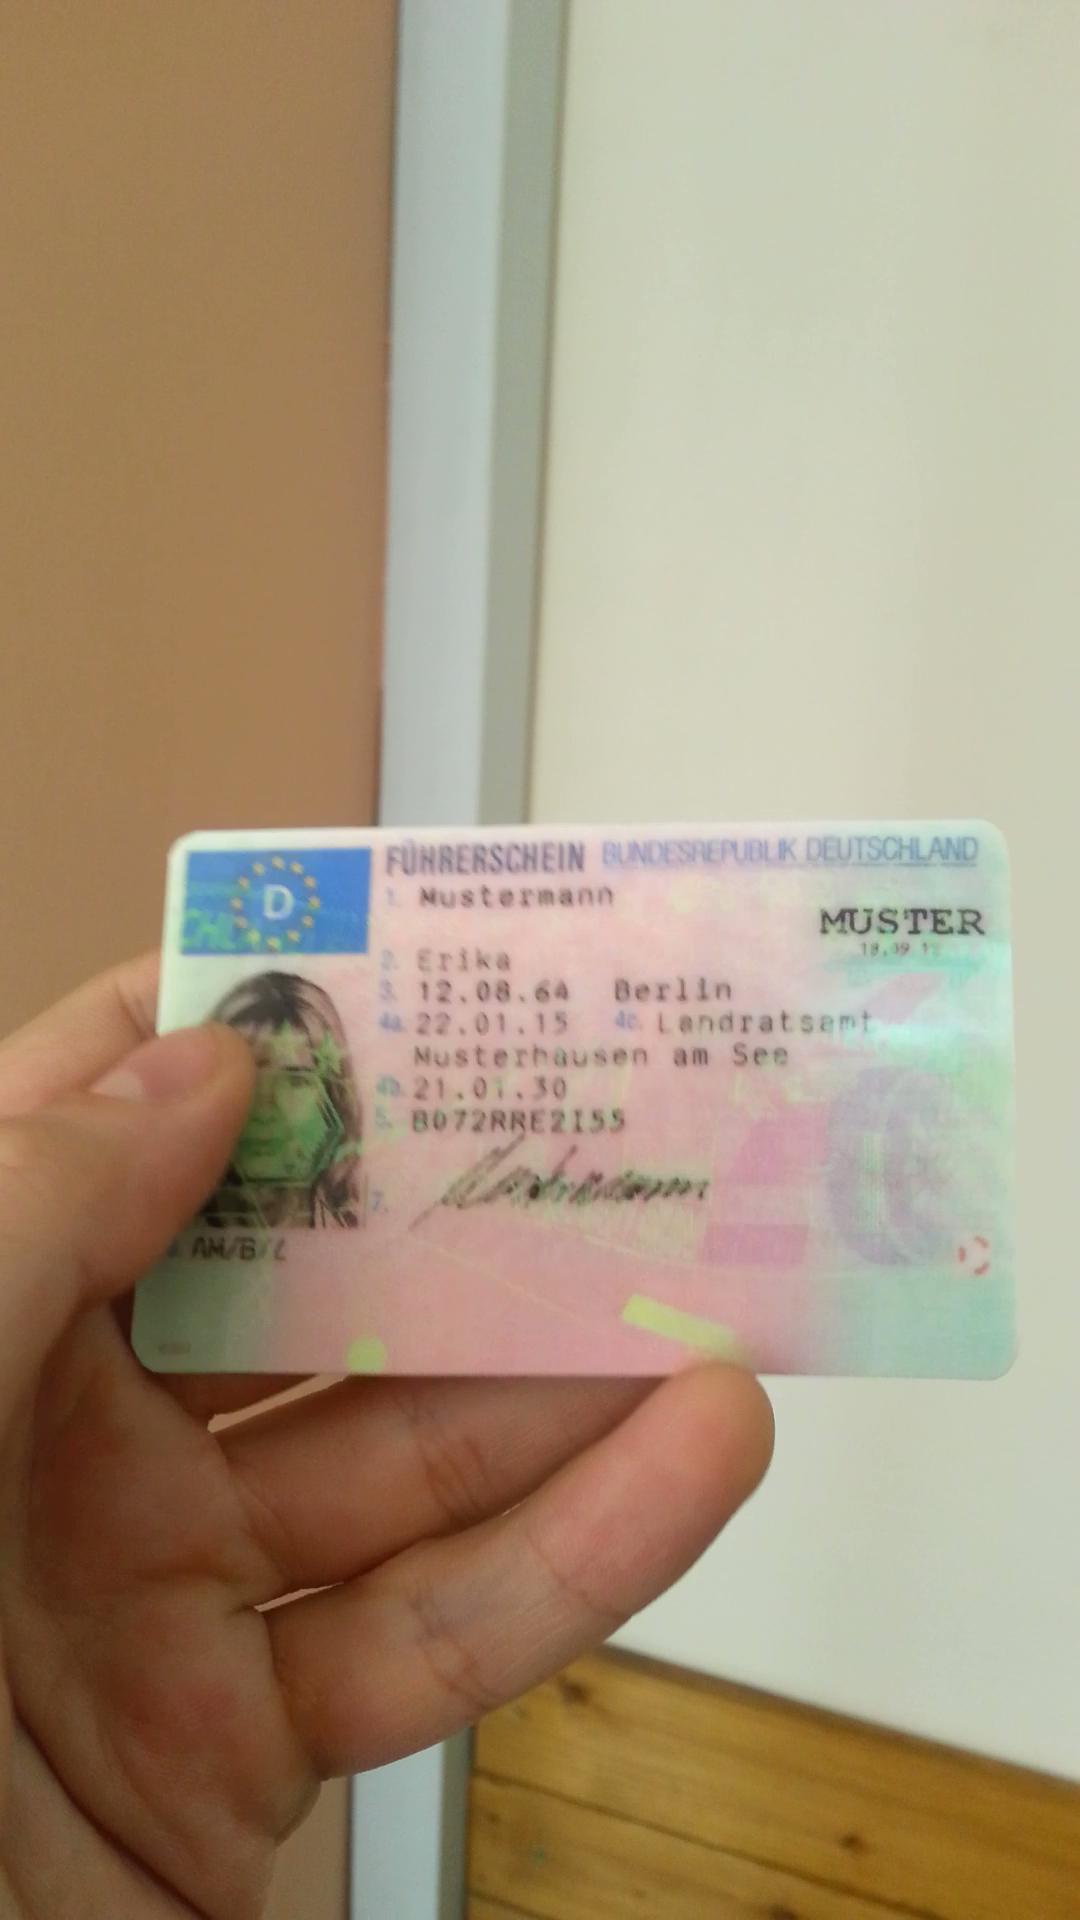 FÜHRERSCHEIN BUNDESREPUBLIK DEUTSCHLAND
D
1. Mustermann
MUSTER
2. Erika
3. 12.08.64 Berlin
4a. 22.01.15 4c. Landratsamt
Musterhausen am See
4b. 21.01.30
5. B072RRE2I55
7.
AM/B/L